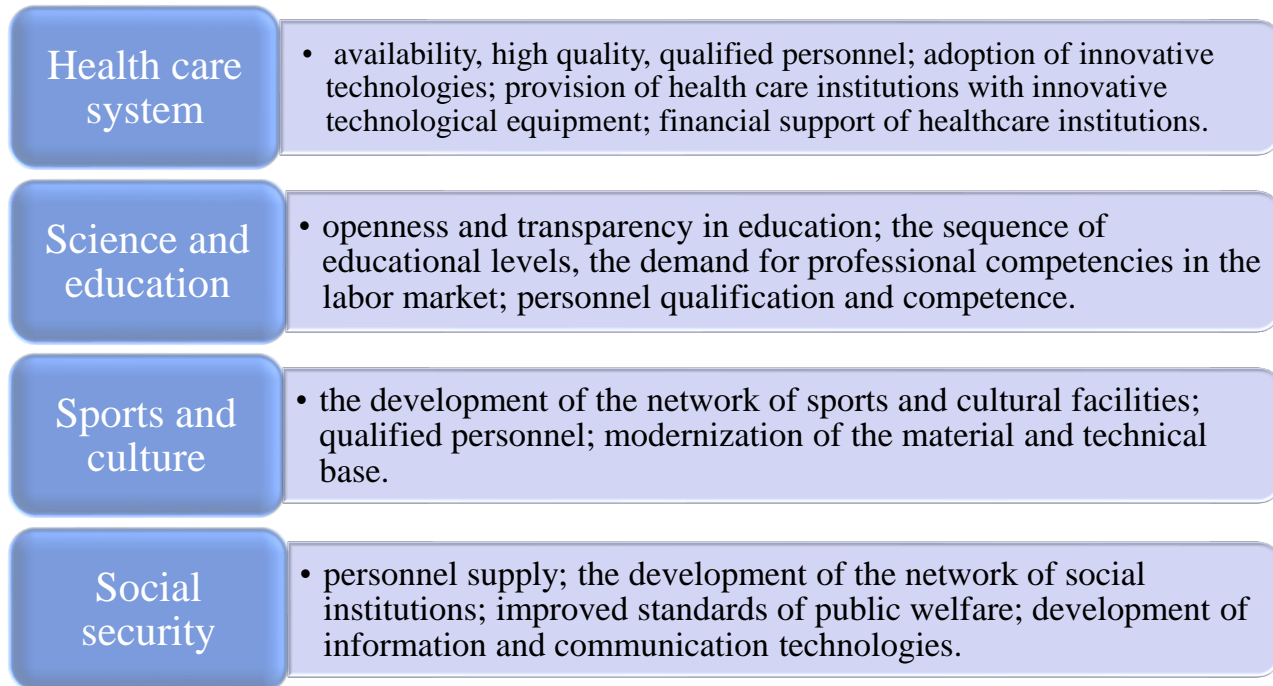 Health care
system
• availability, high quality, qualified personnel; adoption of innovative
technologies; provision of health care institutions with innovative
technological equipment; financial support of healthcare institutions.
Science and
education
• openness and transparency in education; the sequence of
educational levels, the demand for professional competencies in the
labor market; personnel qualification and competence.
Sports and
culture
• the development of the network of sports and cultural facilities;
qualified personnel; modernization of the material and technical
base.
Social
security
• personnel supply; the development of the network of social
institutions; improved standards of public welfare; development of
information and communication technologies.